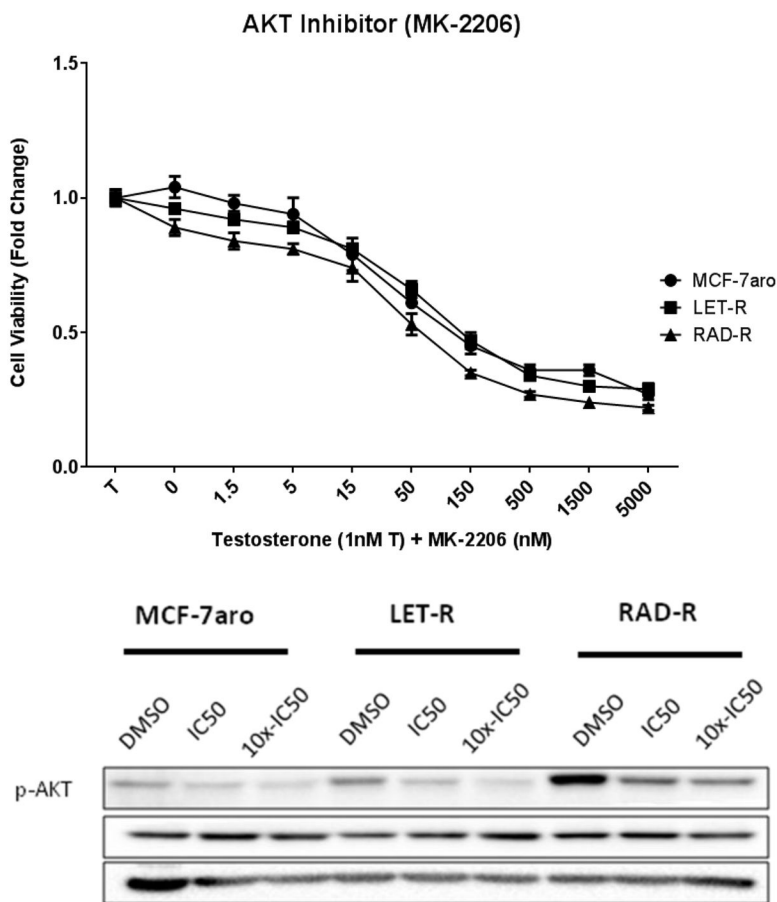 AKT Inhibitor (MK-2206)
1.5
1.0
0.5
0.0
Cell Viability (Fold Change)
MCF-7aro
LET-R
RAD-R
T 0 1.5 5 15 50 150 500 1500 5000
Testosterone (1nM T) + MK-2206 (nM)
MCF-7aro LET-R RAD-R
DMSO IC50 10x-IC50 DMSO IC50 10x-IC50 DMSO IC50 10x-IC50
p-AKT